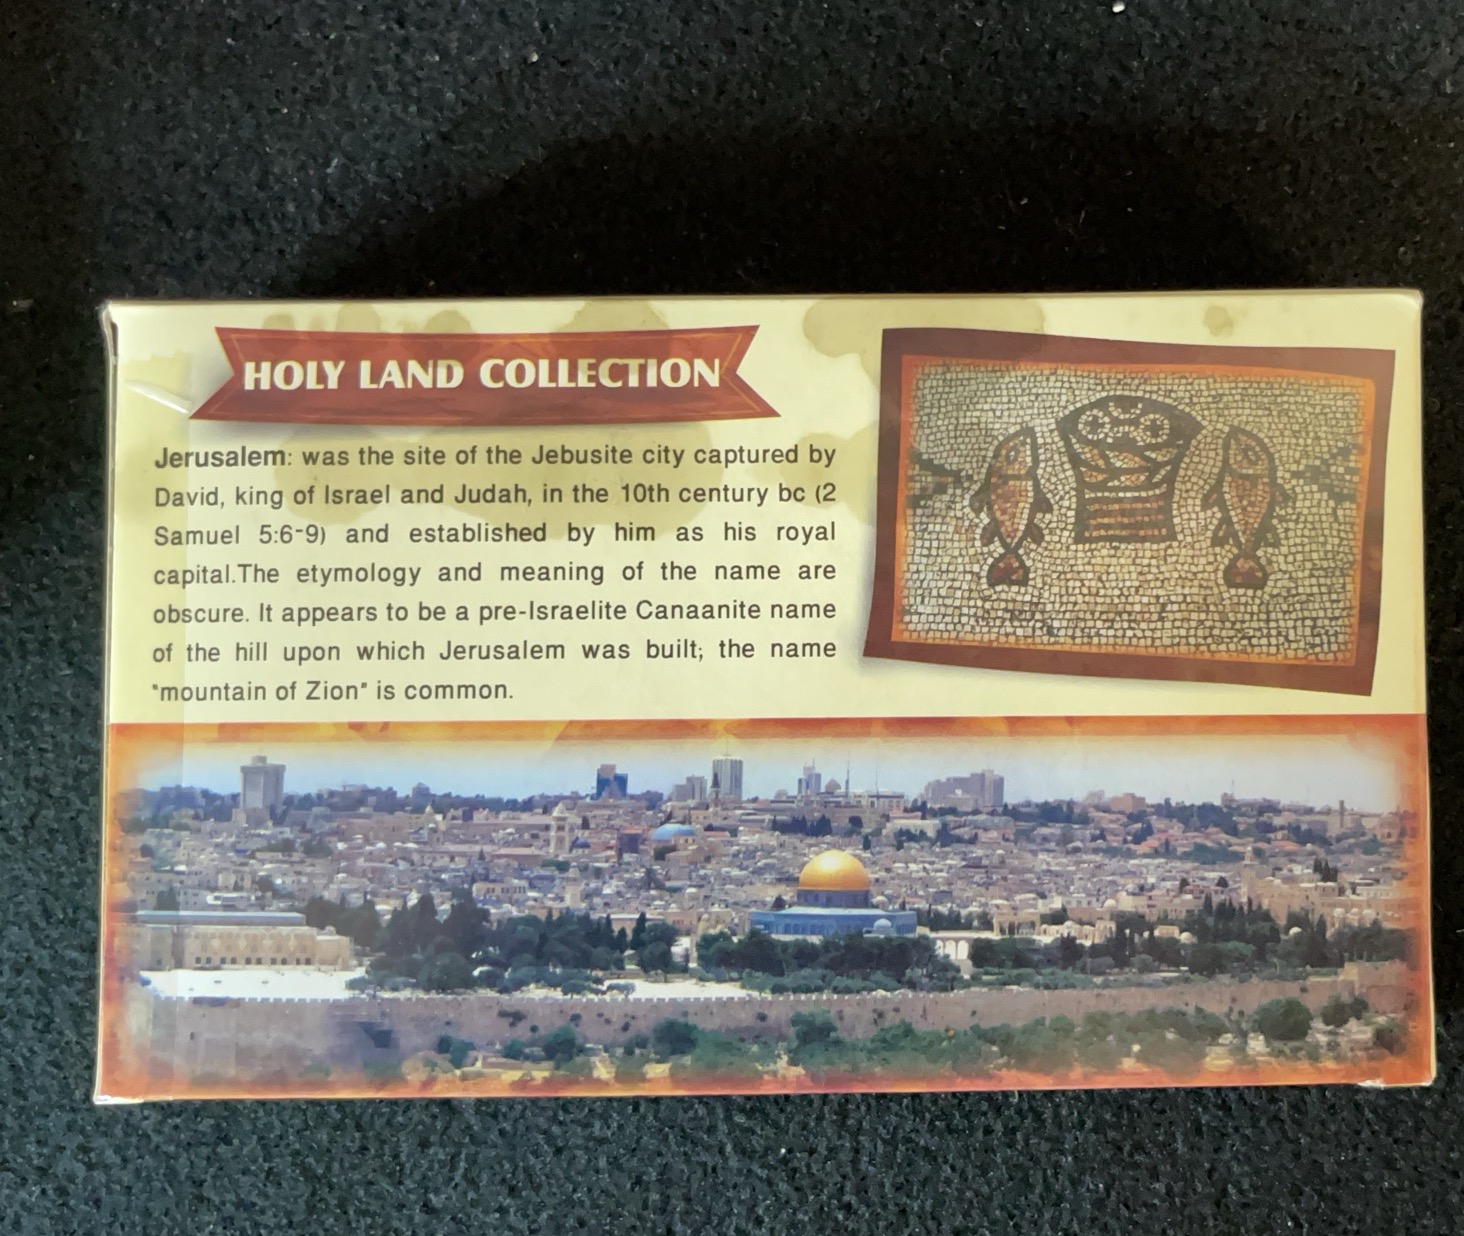 HOLY LAND COLLECTION
Jerusalem: was the site of the Jebusite city captured by
David, king of Israel and Judah, in the 10th century bc (2
Samuel 5:6-9) and established by him as his royal
capital.The etymology and meaning of the name are
obscure. It appears to be a pre-Israelite Canaanite name
of the hill upon which Jerusalem was built; the name
"mountain of Zion" is common.